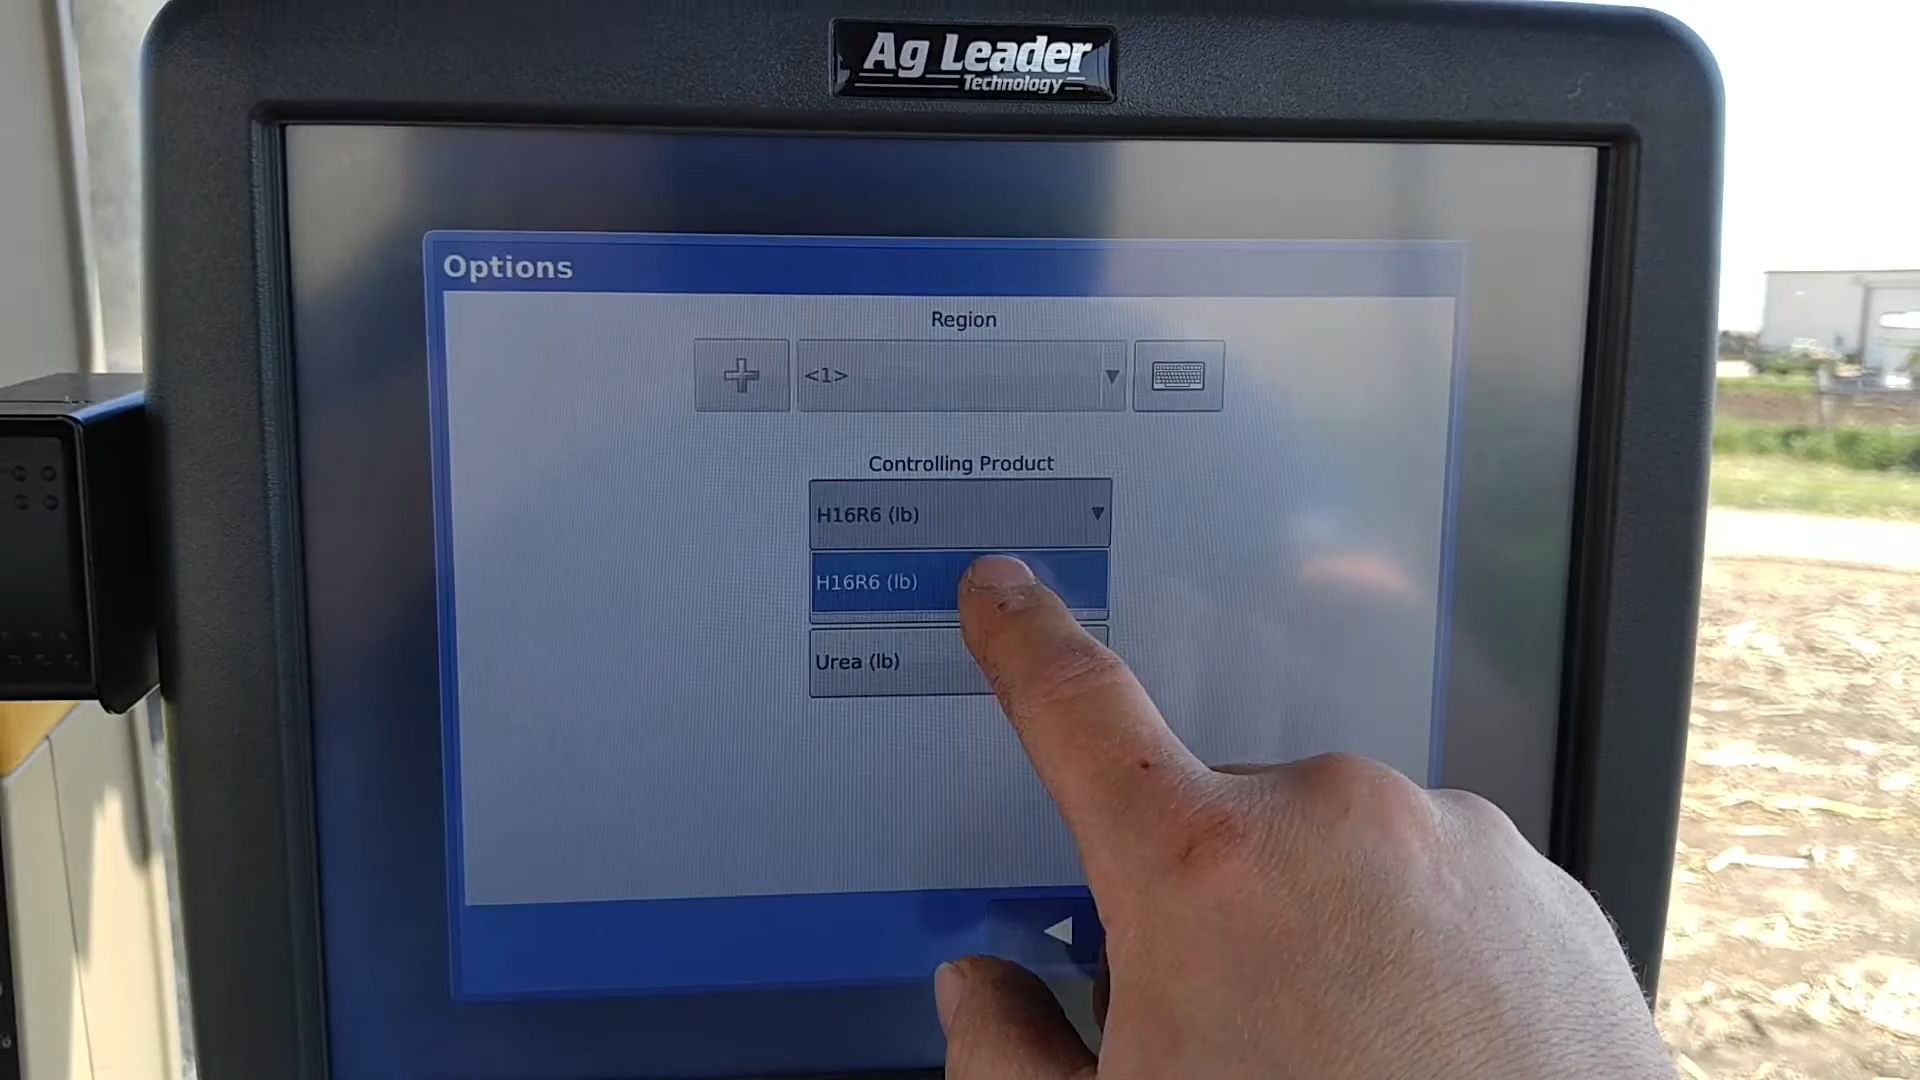 Ag Leader
Technology
Options
Region
<1>
Controlling Product
H16R6 (lb)
H16R6 (lb)
Urea (lb)